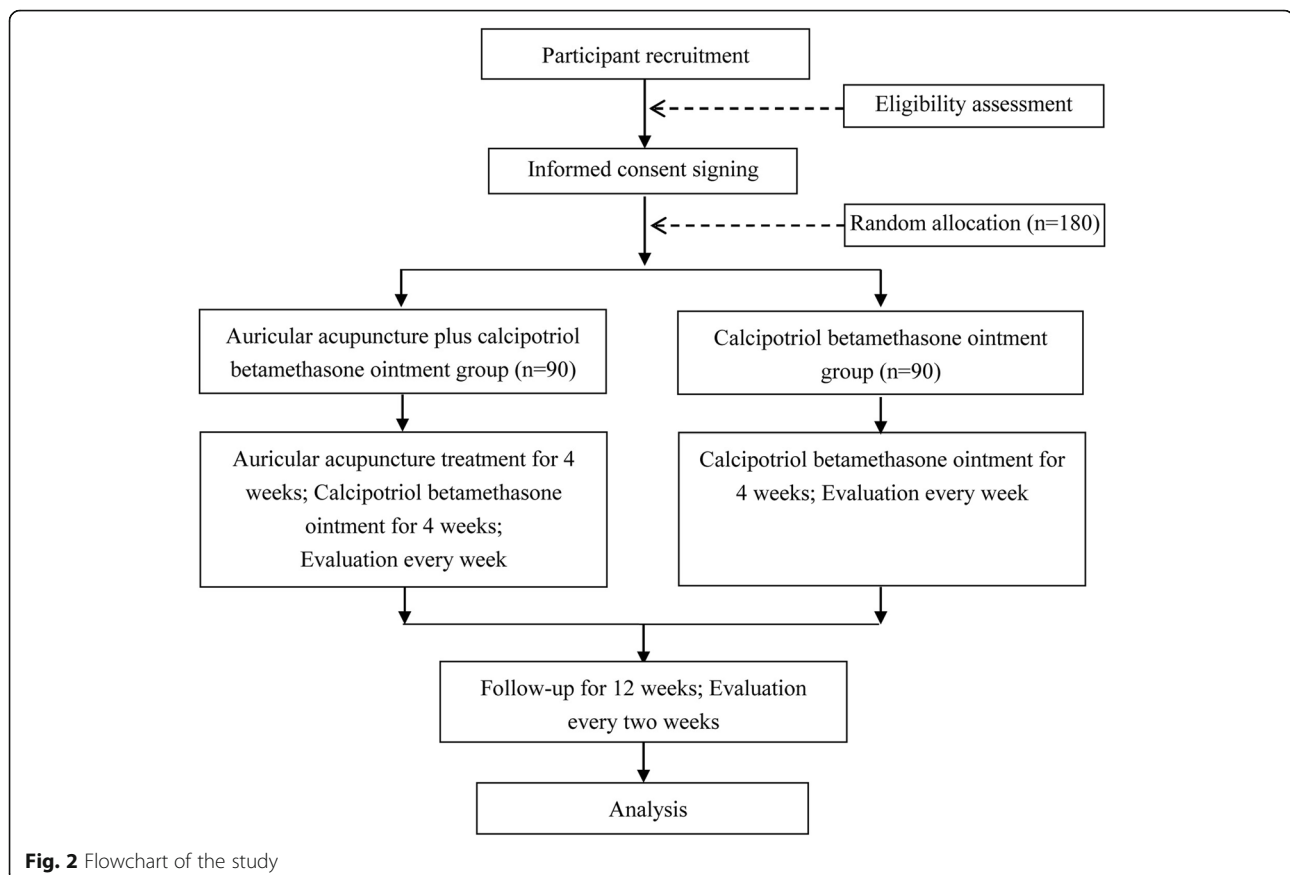 Participant recruitment
Eligibility assessment
Informed consent signing
Random allocation (n=180)
Auricular acupuncture plus calcipotriol
betamethasone ointment group (n=90)
Calcipotriol betamethasone ointment
group (n=90)
Auricular acupuncture treatment for 4
weeks; Calcipotriol betamethasone
ointment for 4 weeks;
Evaluation every week
Calcipotriol betamethasone ointment for
4 weeks; Evaluation every week
Follow-up for 12 weeks; Evaluation
every two weeks
Analysis
Fig. 2 Flowchart of the study